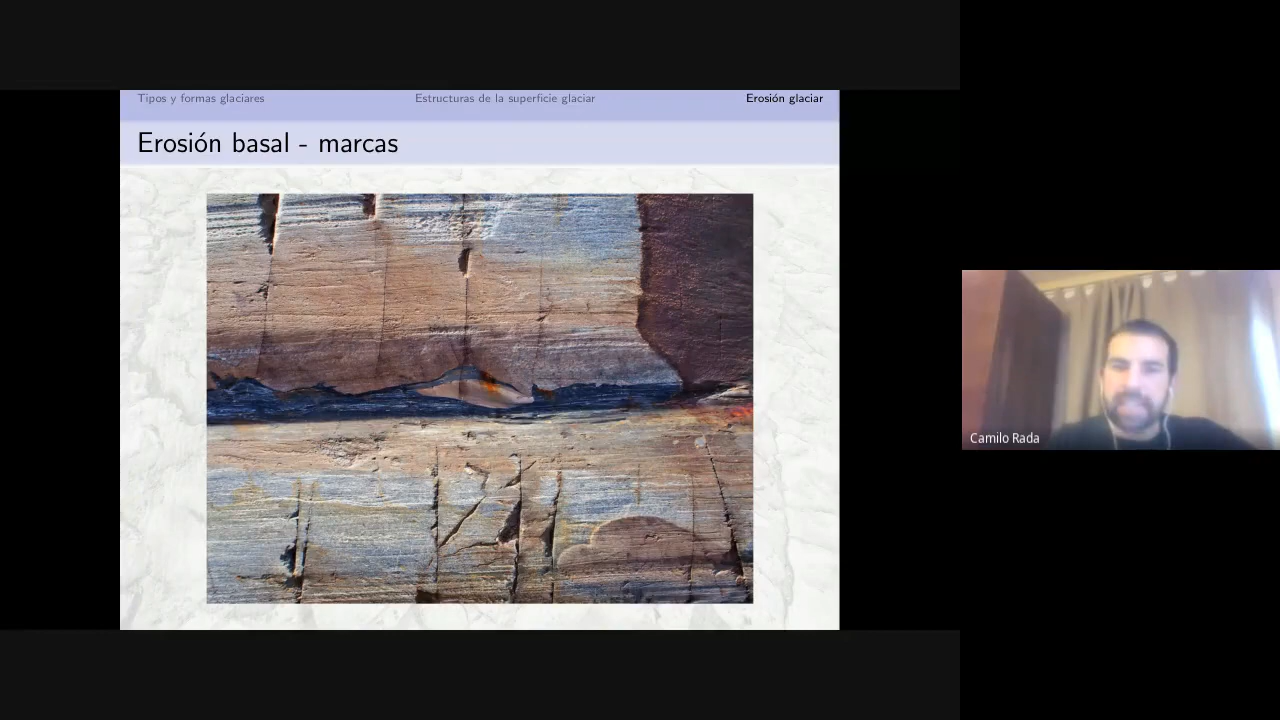 Tipos y formas glaciares
Estructuras de la superficie glaciar
Erosión glaciar
Erosión basal - marcas
Camilo Rada